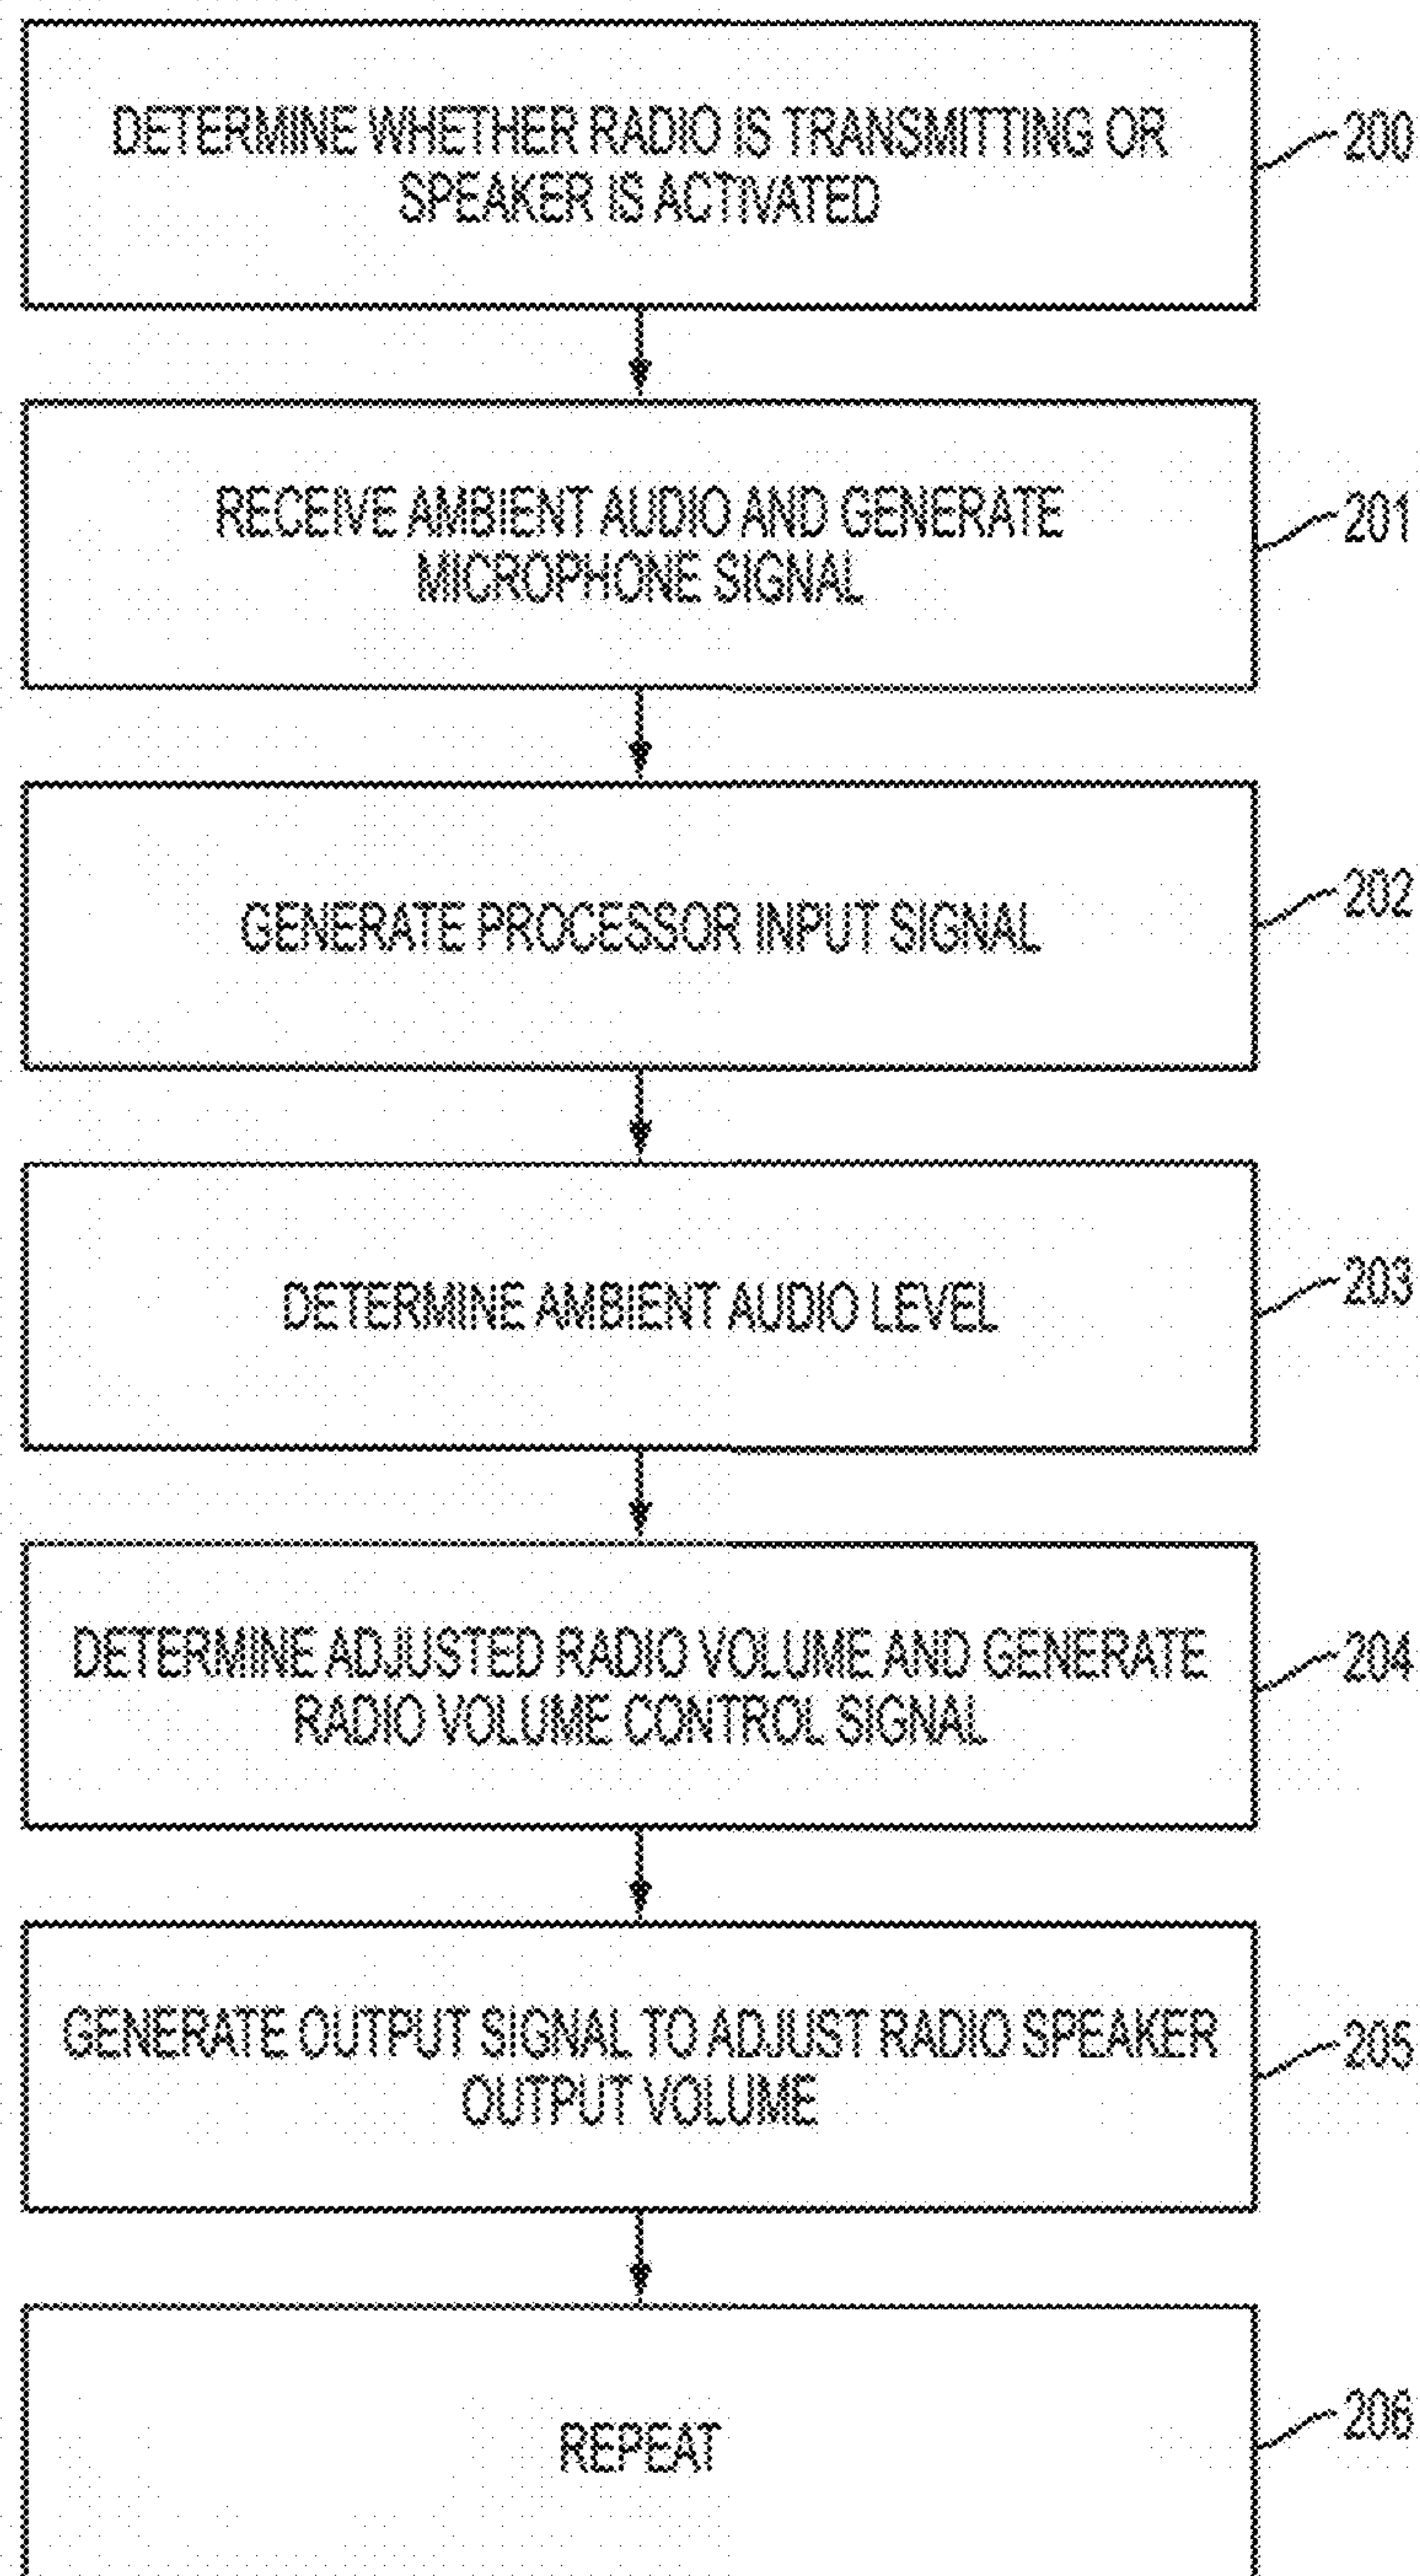 DETERMINE WHETHER RADIO IS TRANSMITTING OR
SPEAKER IS ACTIVATED
200
RECEIVE AMBIENT AUDIO AND GENERATE
MICROPHONE SIGNAL
201
GENERATE PROCESSOR INPUT SIGNAL
202
DETERMINE AMBIENT AUDIO LEVEL
203
DETERMINE ADJUSTED RADIO VOLUME AND GENERATE
RADIO VOLUME CONTROL SIGNAL
204
GENERATE OUTPUT SIGNAL TO ADJUST RADIO SPEAKER
OUTPUT VOLUME
205
REPEAT
206